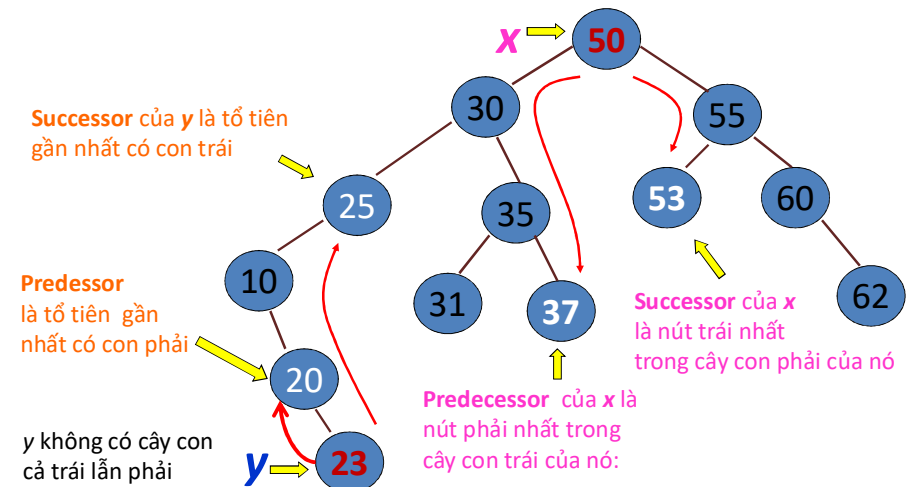 x
50
30
55
Successor của y là tổ tiên
gần nhất có con trái
25
35
53
60
10
31
37
62
Predessor
là tổ tiên gần
nhất có con phải
Successor của x
là nút trái nhất
trong cây con phải của nó
20
Predecessor của x là
nút phải nhất trong
cây con trái của nó:
y không có cây con
cả trái lẫn phải
y
23